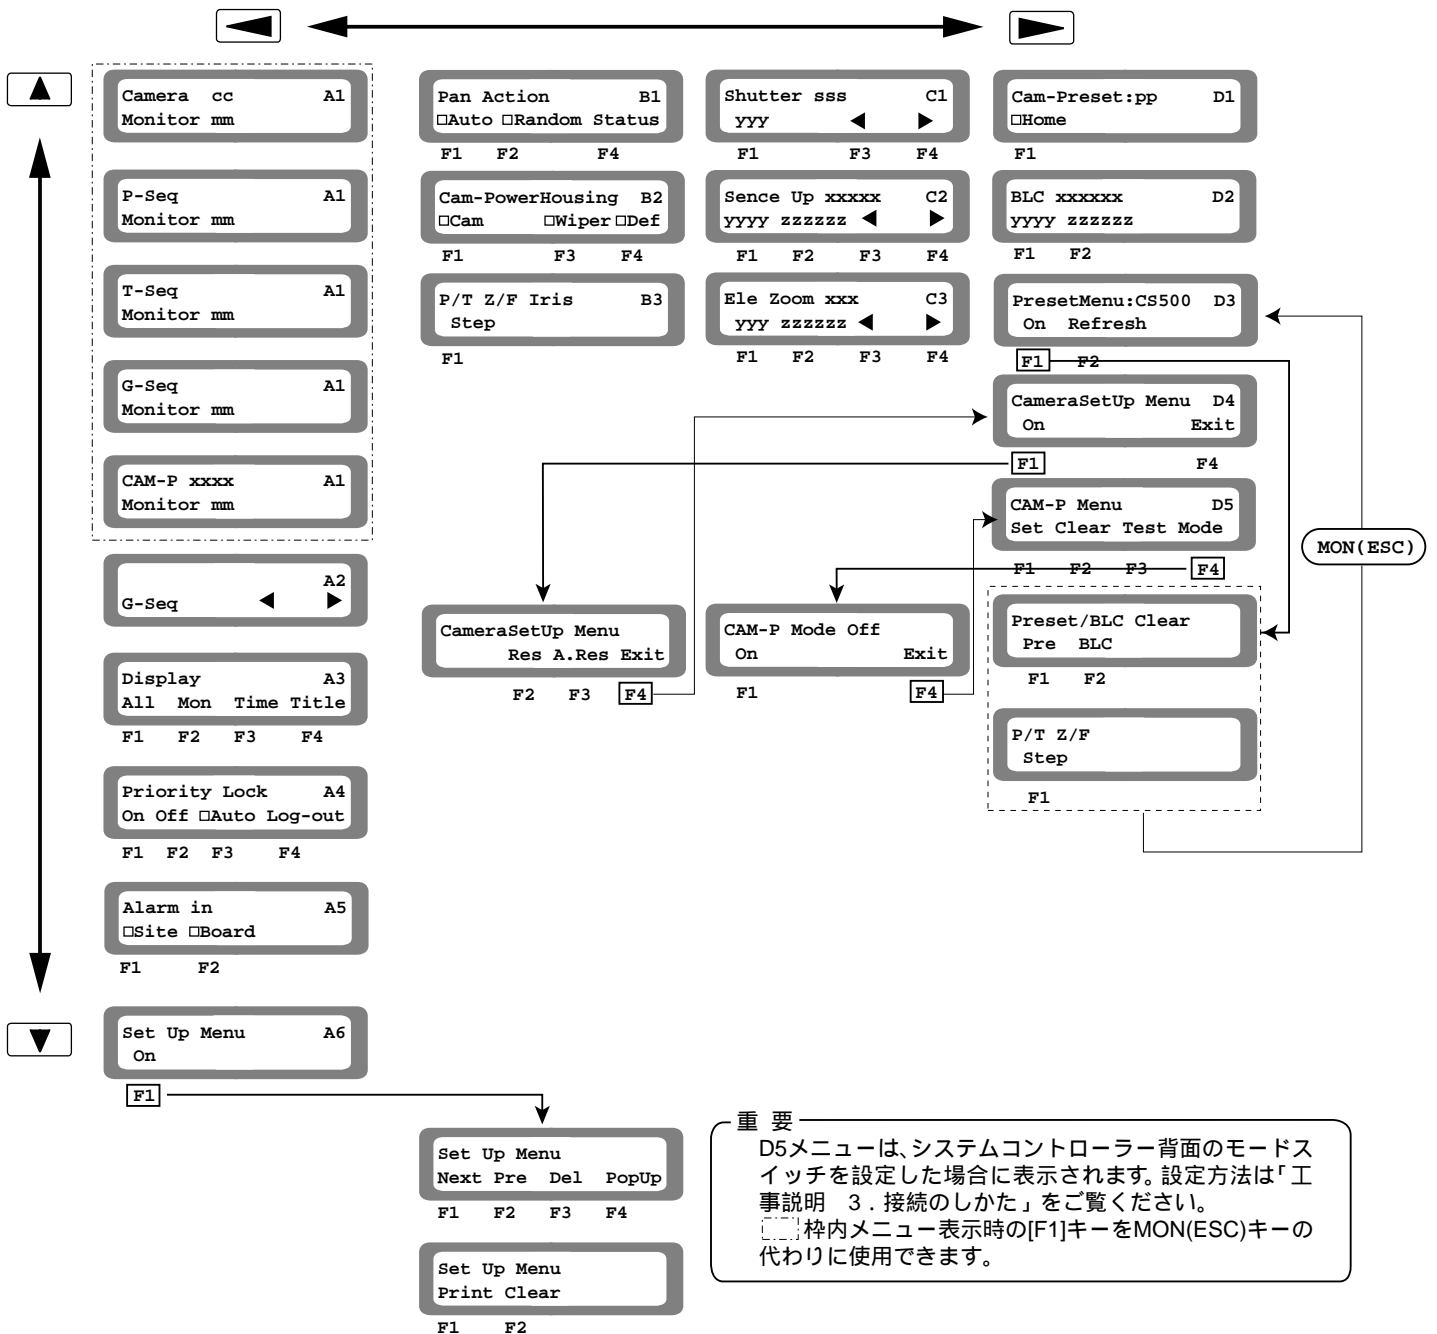 Camera  cc  A1
Monitor mm
P-Seq  A1
Monitor mm
T-Seq  A1
Monitor mm
G-Seq  A1
Monitor mm
CAM-P xxxx  A1
Monitor mm
A2
G-Seq ◀ ▶
Display  A3
All Mon Time Title
F1 F2 F3 F4
Priority Lock  A4
On Off □Auto Log-out
F1 F2 F3 F4
Alarm in  A5
□Site □Board
F1 F2
Set Up Menu  A6
On
F1
Pan Action  B1
□Auto □Random Status
F1 F2 F4
Cam-PowerHousing  B2
□Cam □Wiper □Def
F1 F3 F4
P/T Z/F Iris  B3
Step
F1
CameraSetUp Menu
Res A.Res Exit
F2 F3 F4
Set Up Menu
Next Pre Del PopUp
F1 F2 F3 F4
Set Up Menu
Print Clear
F1 F2
Shutter sss  C1
yyy ◀ ▶
F1 F3 F4
Sence Up xxxxx  C2
yyyy zzzzzz ◀ ▶
F1 F2 F3 F4
Ele Zoom xxx  C3
yyy zzzzzz ◀ ▶
F1 F2 F3 F4
CAM-P Mode Off
On Exit
F1 F4
Cam-Preset:pp  D1
□Home
F1
BLC xxxxxx  D2
yyyy zzzzzz
F1 F2
PresetMenu:CS500  D3
On Refresh
F1 F2
CameraSetUp Menu  D4
On Exit
F1 F4
CAM-P Menu  D5
Set Clear Test Mode
F1 F2 F3 F4
Preset/BLC Clear
Pre BLC
F1 F2
P/T Z/F
Step
F1
MON(ESC)
重 要
D5メニューは、システムコントローラー背面のモードス
イッチを設定した場合に表示されます。設定方法は「工
事説明　3．接続のしかた」をご覧ください。
枠内メニュー表示時の[F1]キーをMON(ESC)キーの
代わりに使用できます。